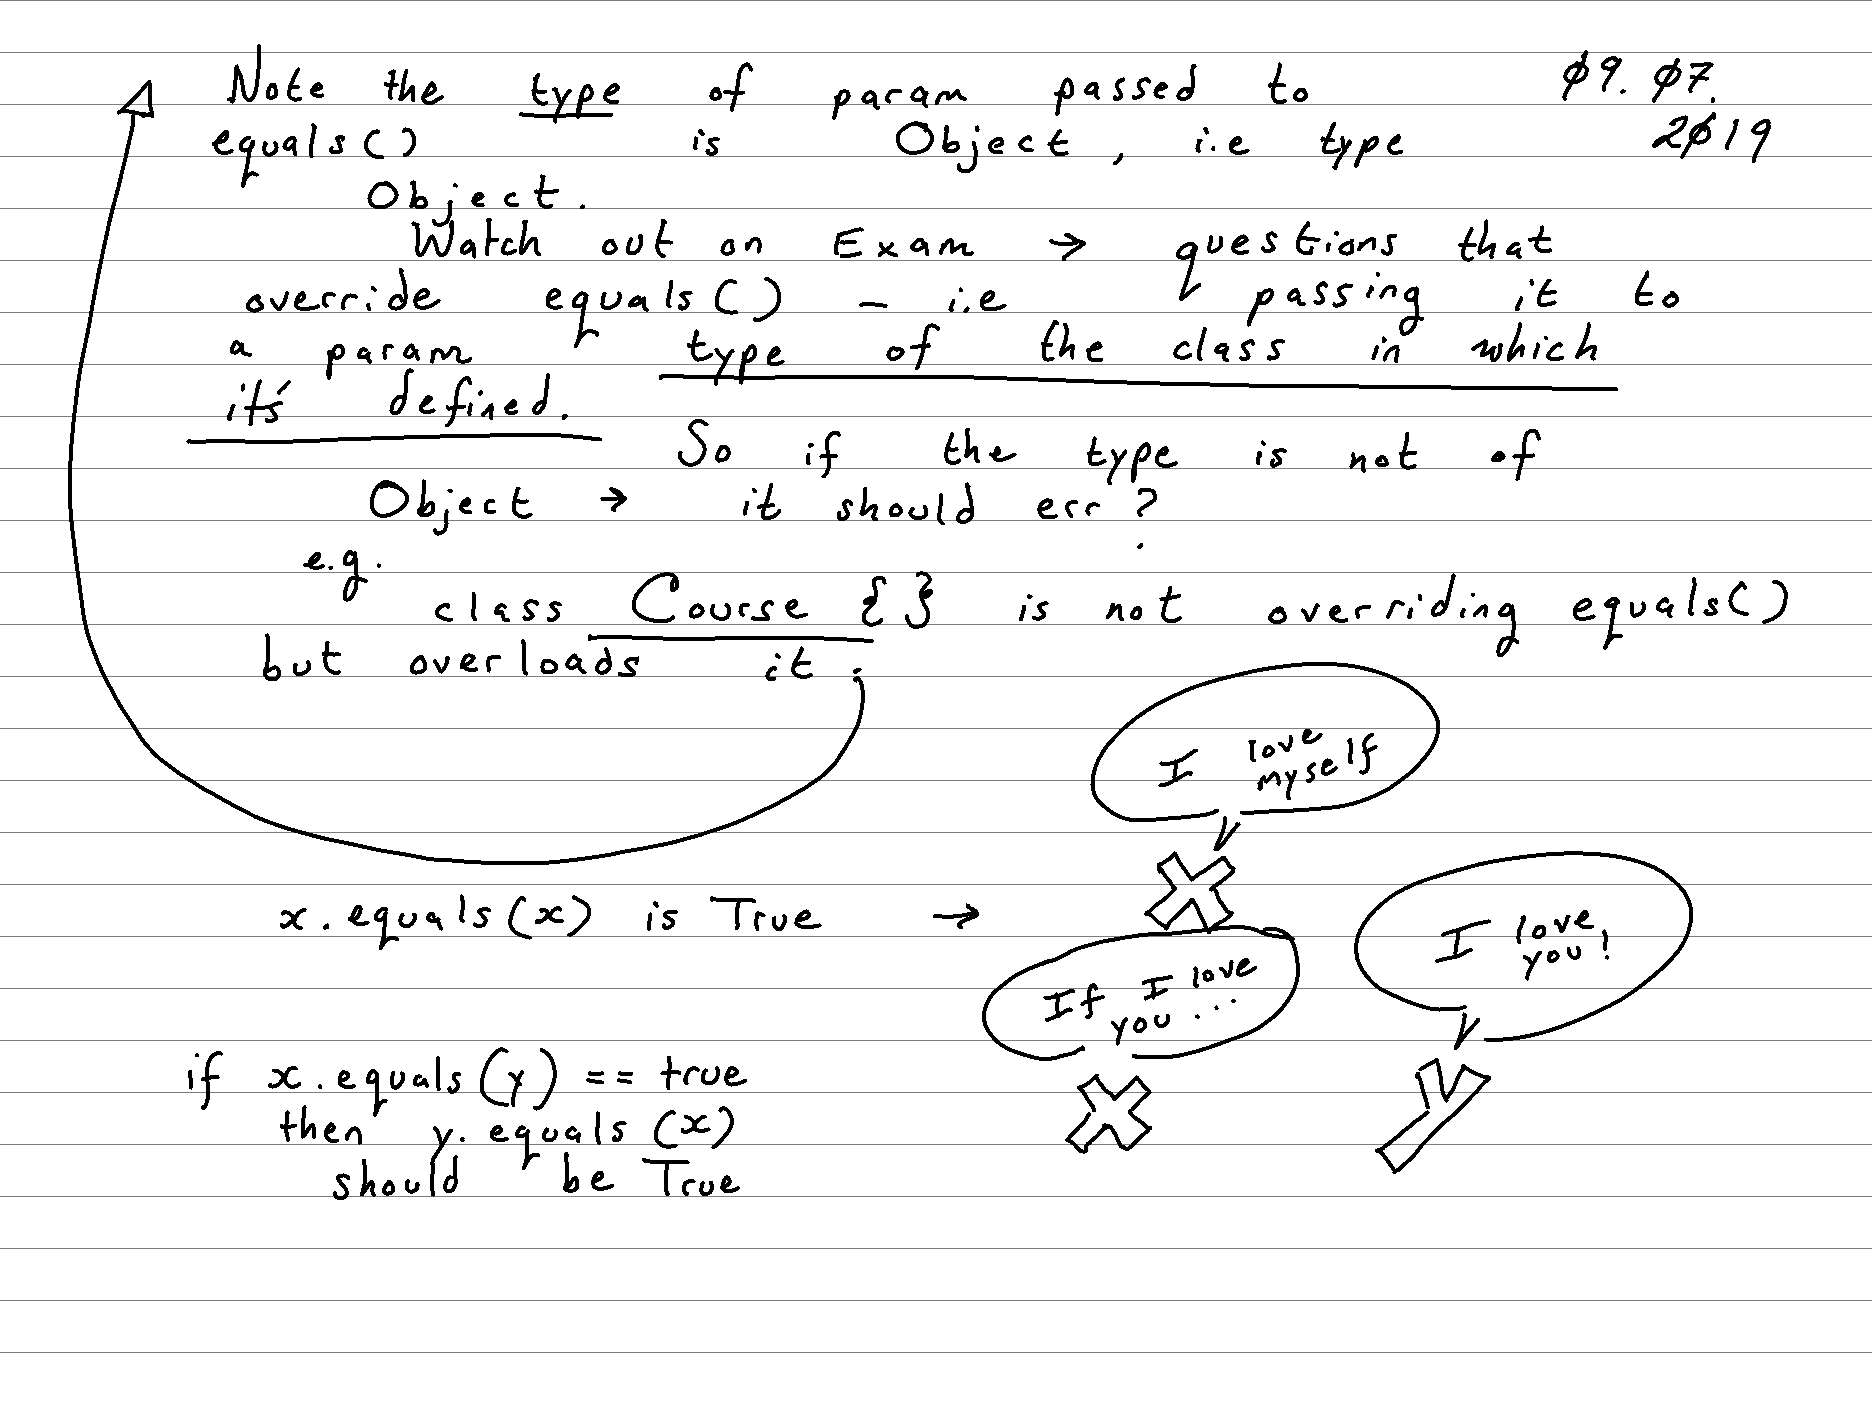 Note the type of param passed to
ø9. ø7.
equals() is Object, i.e type
2ø19
Object.
Watch out on Exam → questions that
override equals() - i.e passing it to
a param type of the class in which
it's defined.
So if the type is not of
Object → it should err?
e.g.
class Course {} is not overriding equals()
but overloads it.
I love
myself
x.equals(x) is True →
I love
you!
If I love
you...
if x.equals(y) == true
then y.equals(x)
should be True